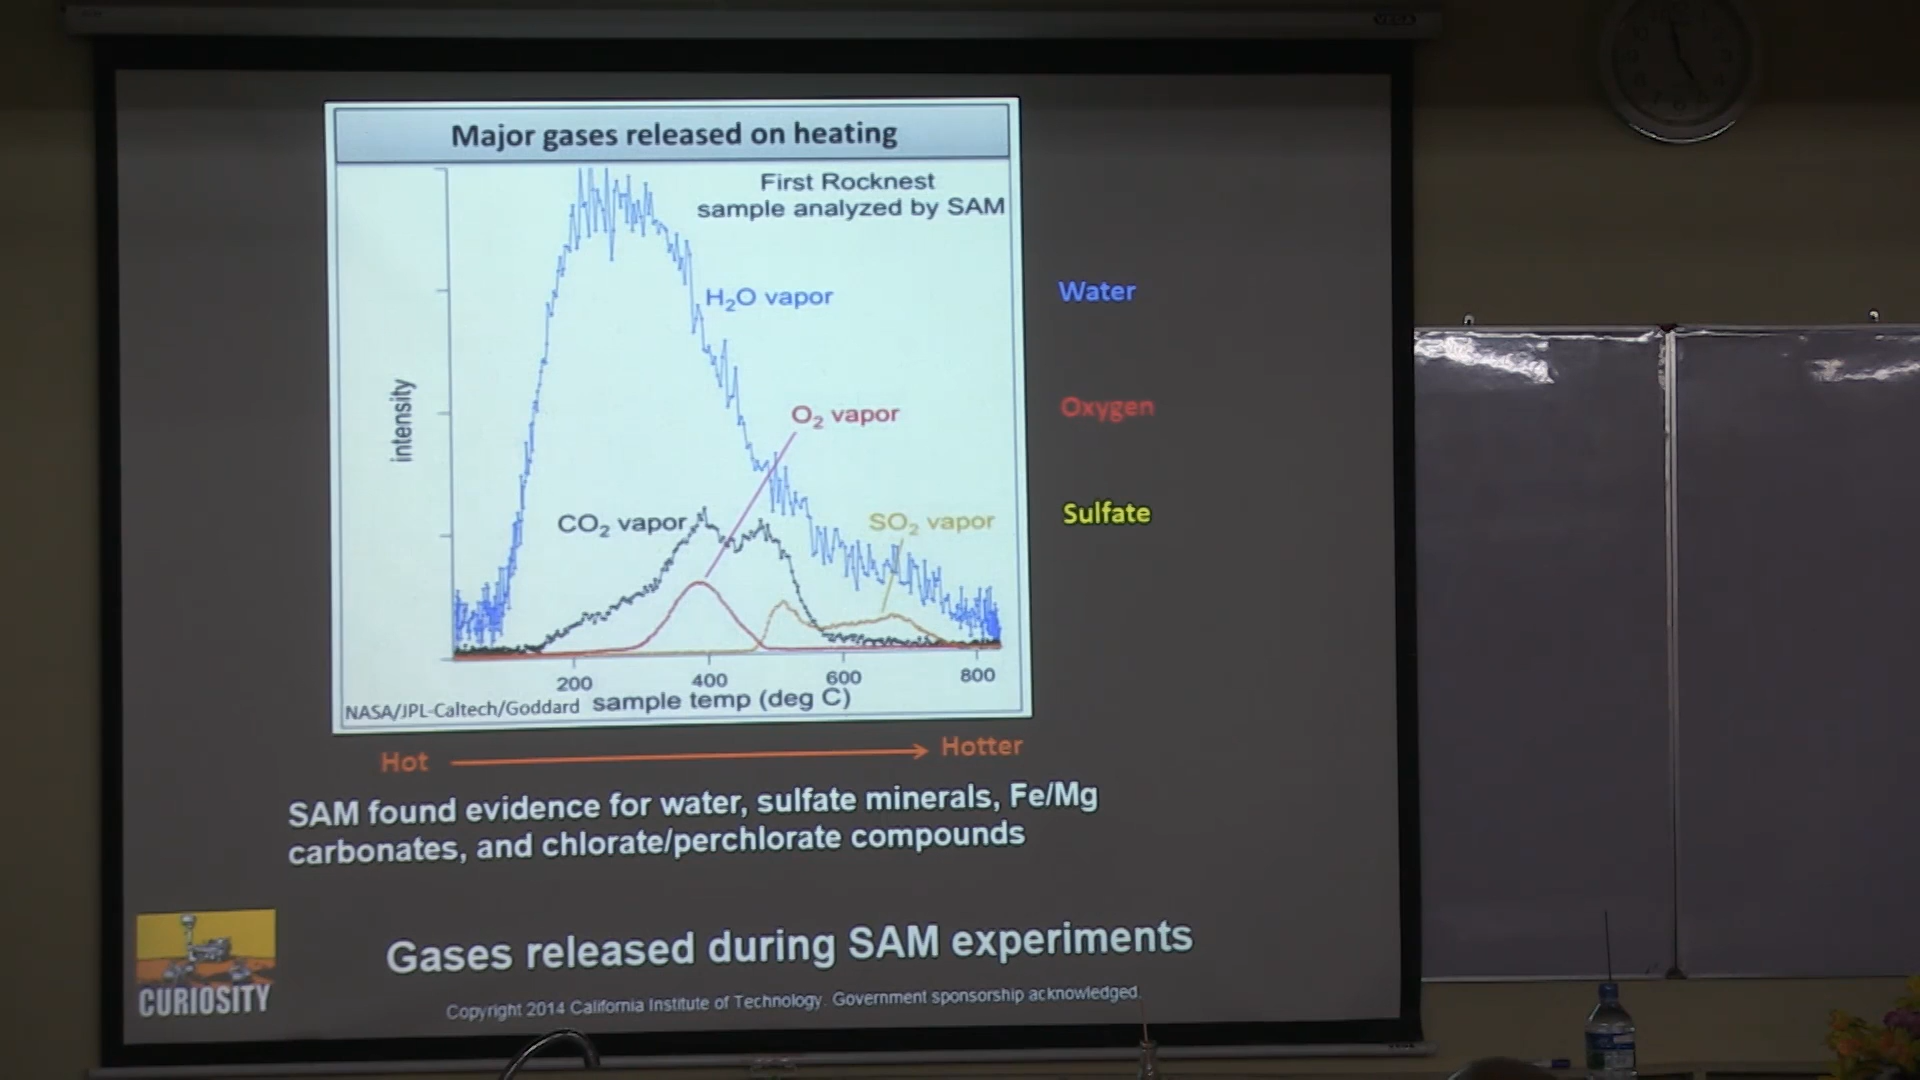 VEGA
Major gases released on heating
First Rocknest
sample analyzed by SAM
H₂O vapor
Water
O₂ vapor
Oxygen
intensity
CO₂ vapor
SO₂ vapor
Sulfate
200 400 600 800
sample temp (deg C)
NASA/JPL-Caltech/Goddard
Hot Hotter
SAM found evidence for water, sulfate minerals, Fe/Mg
carbonates, and chlorate/perchlorate compounds
Gases released during SAM experiments
CURIOSITY
Copyright 2014 California Institute of Technology. Government sponsorship acknowledged.